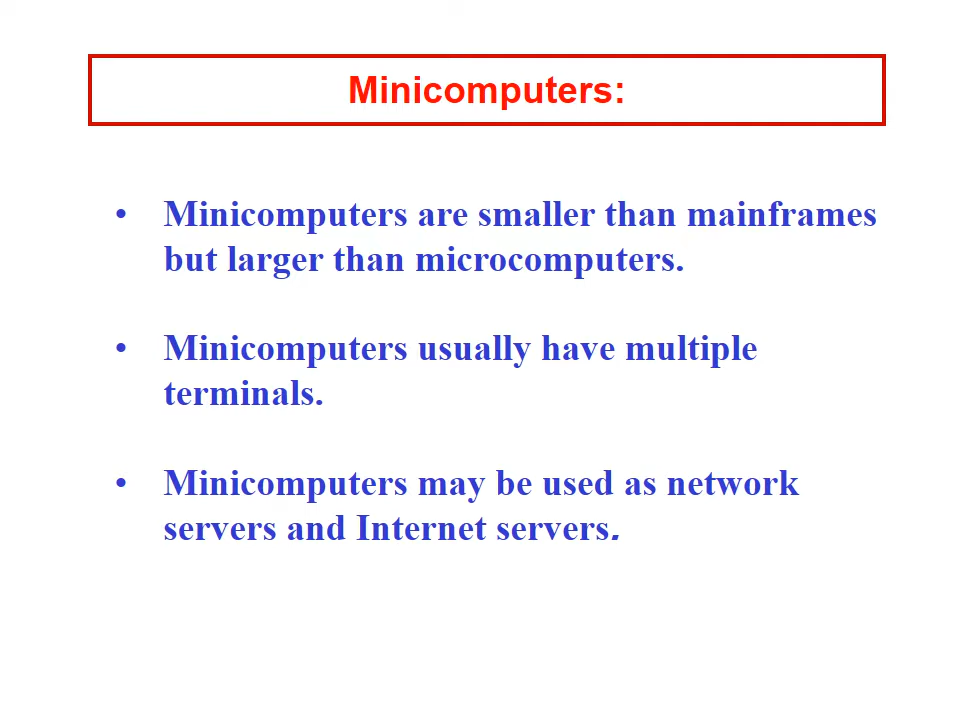 Minicomputers:
• Minicomputers are smaller than mainframes
but larger than microcomputers.
• Minicomputers usually have multiple
terminals.
• Minicomputers may be used as network
servers and Internet servers.